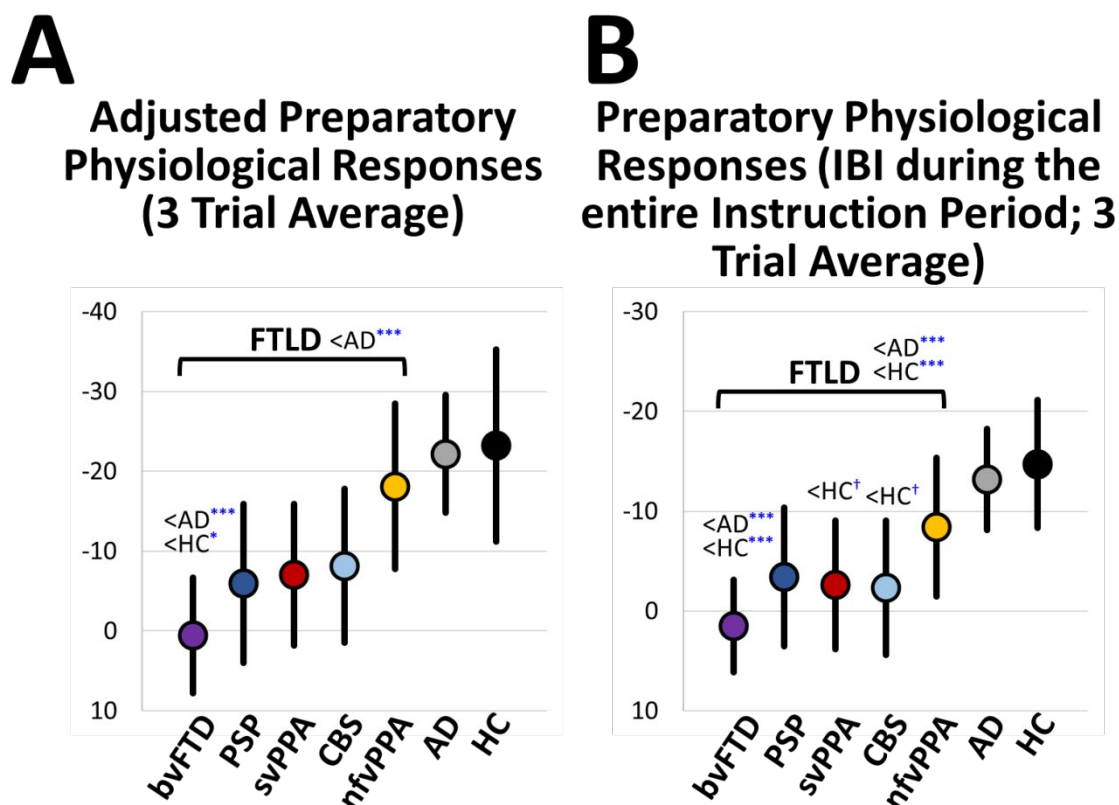 A
Adjusted Preparatory
Physiological Responses
(3 Trial Average)
-40
FTLD <AD***
-30
-20
<AD***
<HC*
-10
0
10
bvFTD
PSP
svPPA
CBS
nfvPPA
AD
HC
B
Preparatory Physiological
Responses (IBI during the
entire Instruction Period; 3
Trial Average)
-30
<AD***
<HC***
FTLD
-20
<HC†
<HC†
-10
<AD***
<HC***
0
10
bvFTD
PSP
svPPA
CBS
nfvPPA
AD
HC